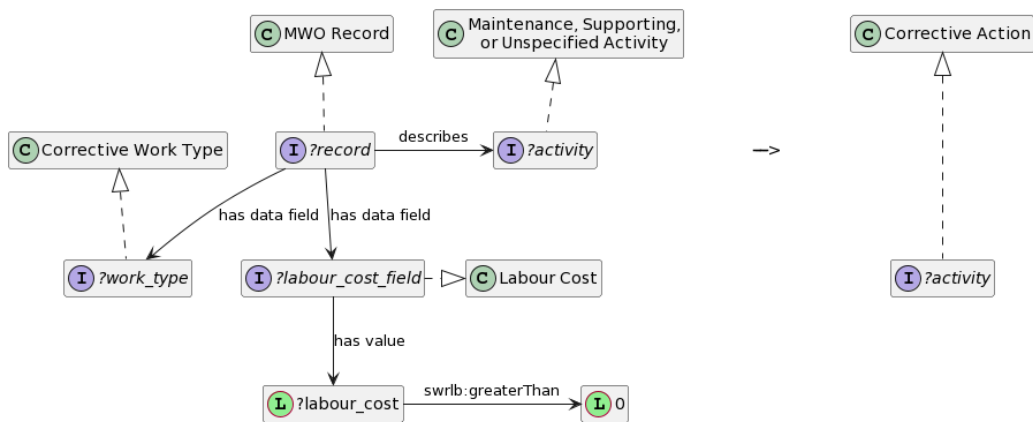 C MWO Record
C Maintenance, Supporting,
or Unspecified Activity
C Corrective Action
C Corrective Work Type
I ?record
describes
I ?activity
—>
has data field
has data field
I ?work_type
I ?labour_cost_field
C Labour Cost
I ?activity
has value
L ?labour_cost
swrlb:greaterThan
L 0